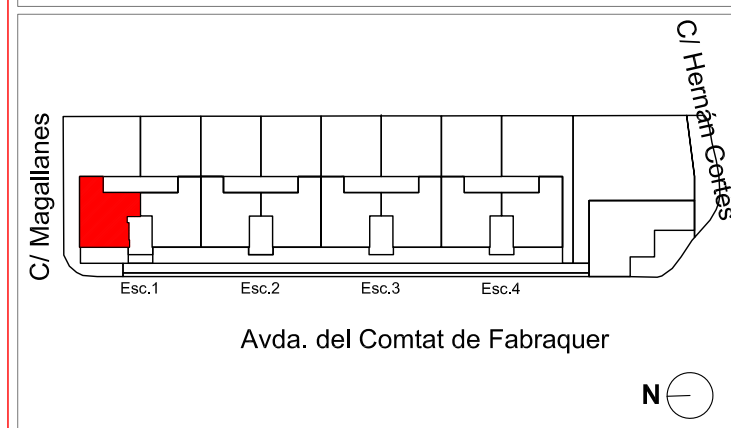 C/ Hernán Cortes
C/ Magallanes
Esc.1
Esc.2
Esc.3
Esc.4
Avda. del Comtat de Fabraquer
N